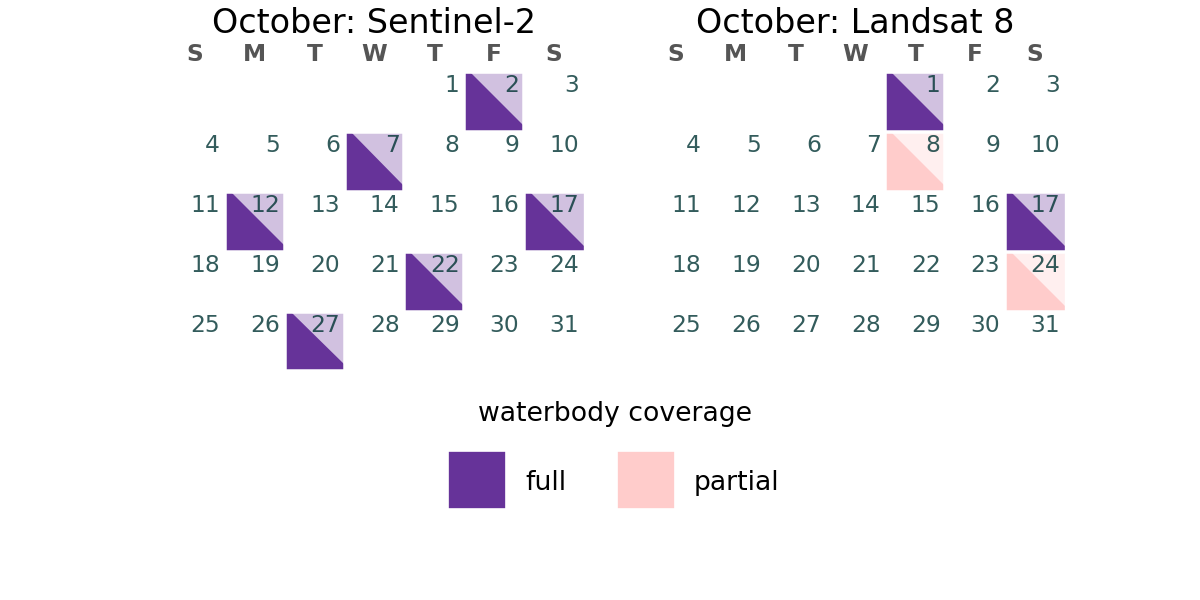 October: Sentinel-2
S M T W T F S
1 2 3
4 5 6 7 8 9 10
11 12 13 14 15 16 17
18 19 20 21 22 23 24
25 26 27 28 29 30 31
October: Landsat 8
S M T W T F S
1 2 3
4 5 6 7 8 9 10
11 12 13 14 15 16 17
18 19 20 21 22 23 24
25 26 27 28 29 30 31
waterbody coverage
full partial